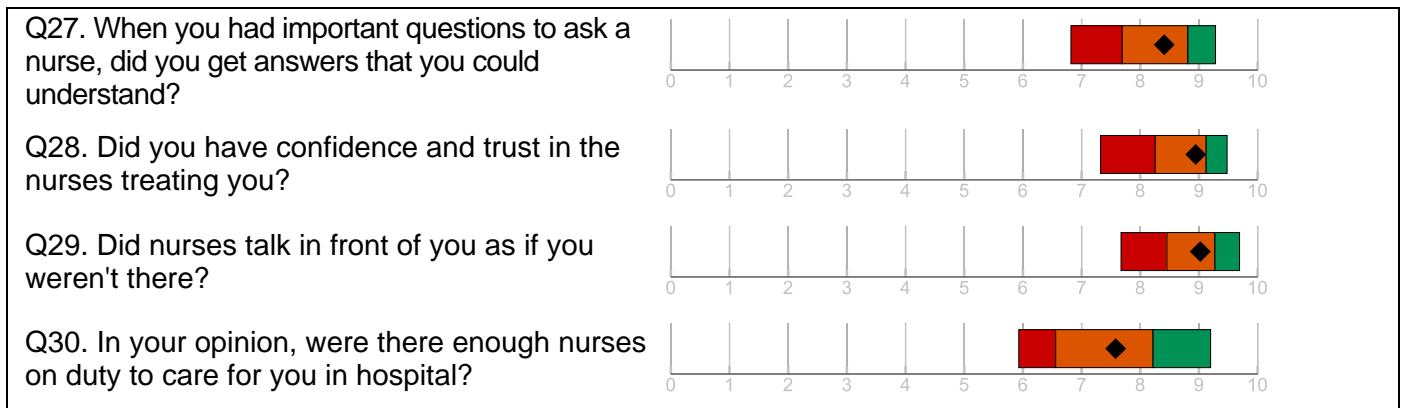 Q27. When you had important questions to ask a
nurse, did you get answers that you could
understand?
0 1 2 3 4 5 6 7 8 9 10
Q28. Did you have confidence and trust in the
nurses treating you?
0 1 2 3 4 5 6 7 8 9 10
Q29. Did nurses talk in front of you as if you
weren't there?
0 1 2 3 4 5 6 7 8 9 10
Q30. In your opinion, were there enough nurses
on duty to care for you in hospital?
0 1 2 3 4 5 6 7 8 9 10